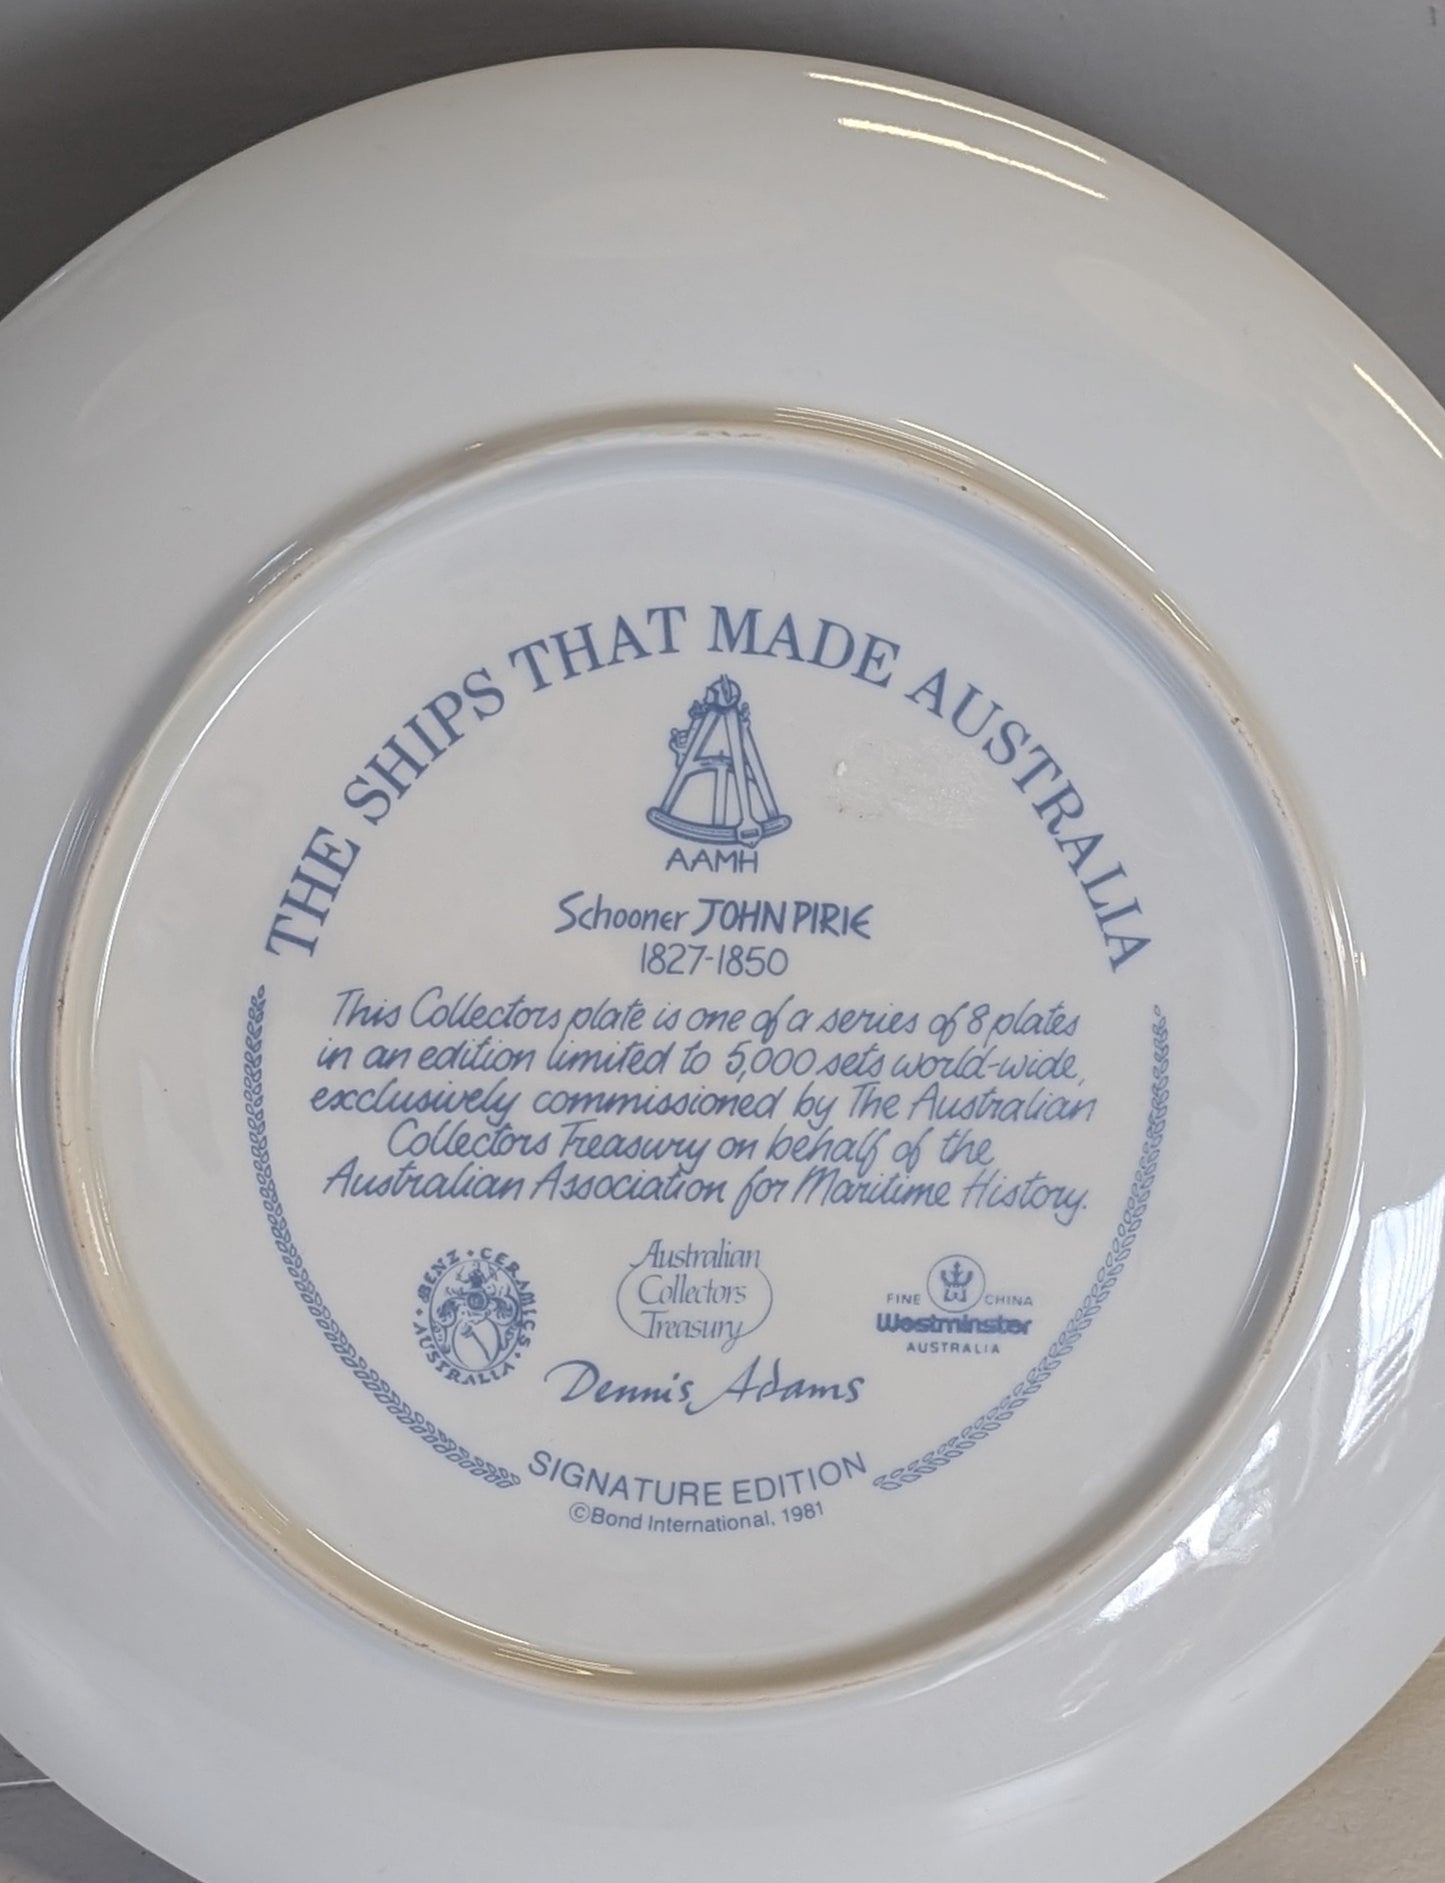 THE SHIPS THAT MADE AUSTRALIA
AAMH
Schooner JOHN PIRIE
1827-1850
This Collectors plate is one of a series of 8 plates
in an edition limited to 5,000 sets world-wide,
exclusively commissioned by The Australian
Collectors Treasury on behalf of the
Australian Association for Maritime History.
BENZ · CERAMICS · AUSTRALIA ·
Australian
Collectors
Treasury
FINE CHINA
Westminster
AUSTRALIA
Dennis Adams
SIGNATURE EDITION
©Bond International, 1981